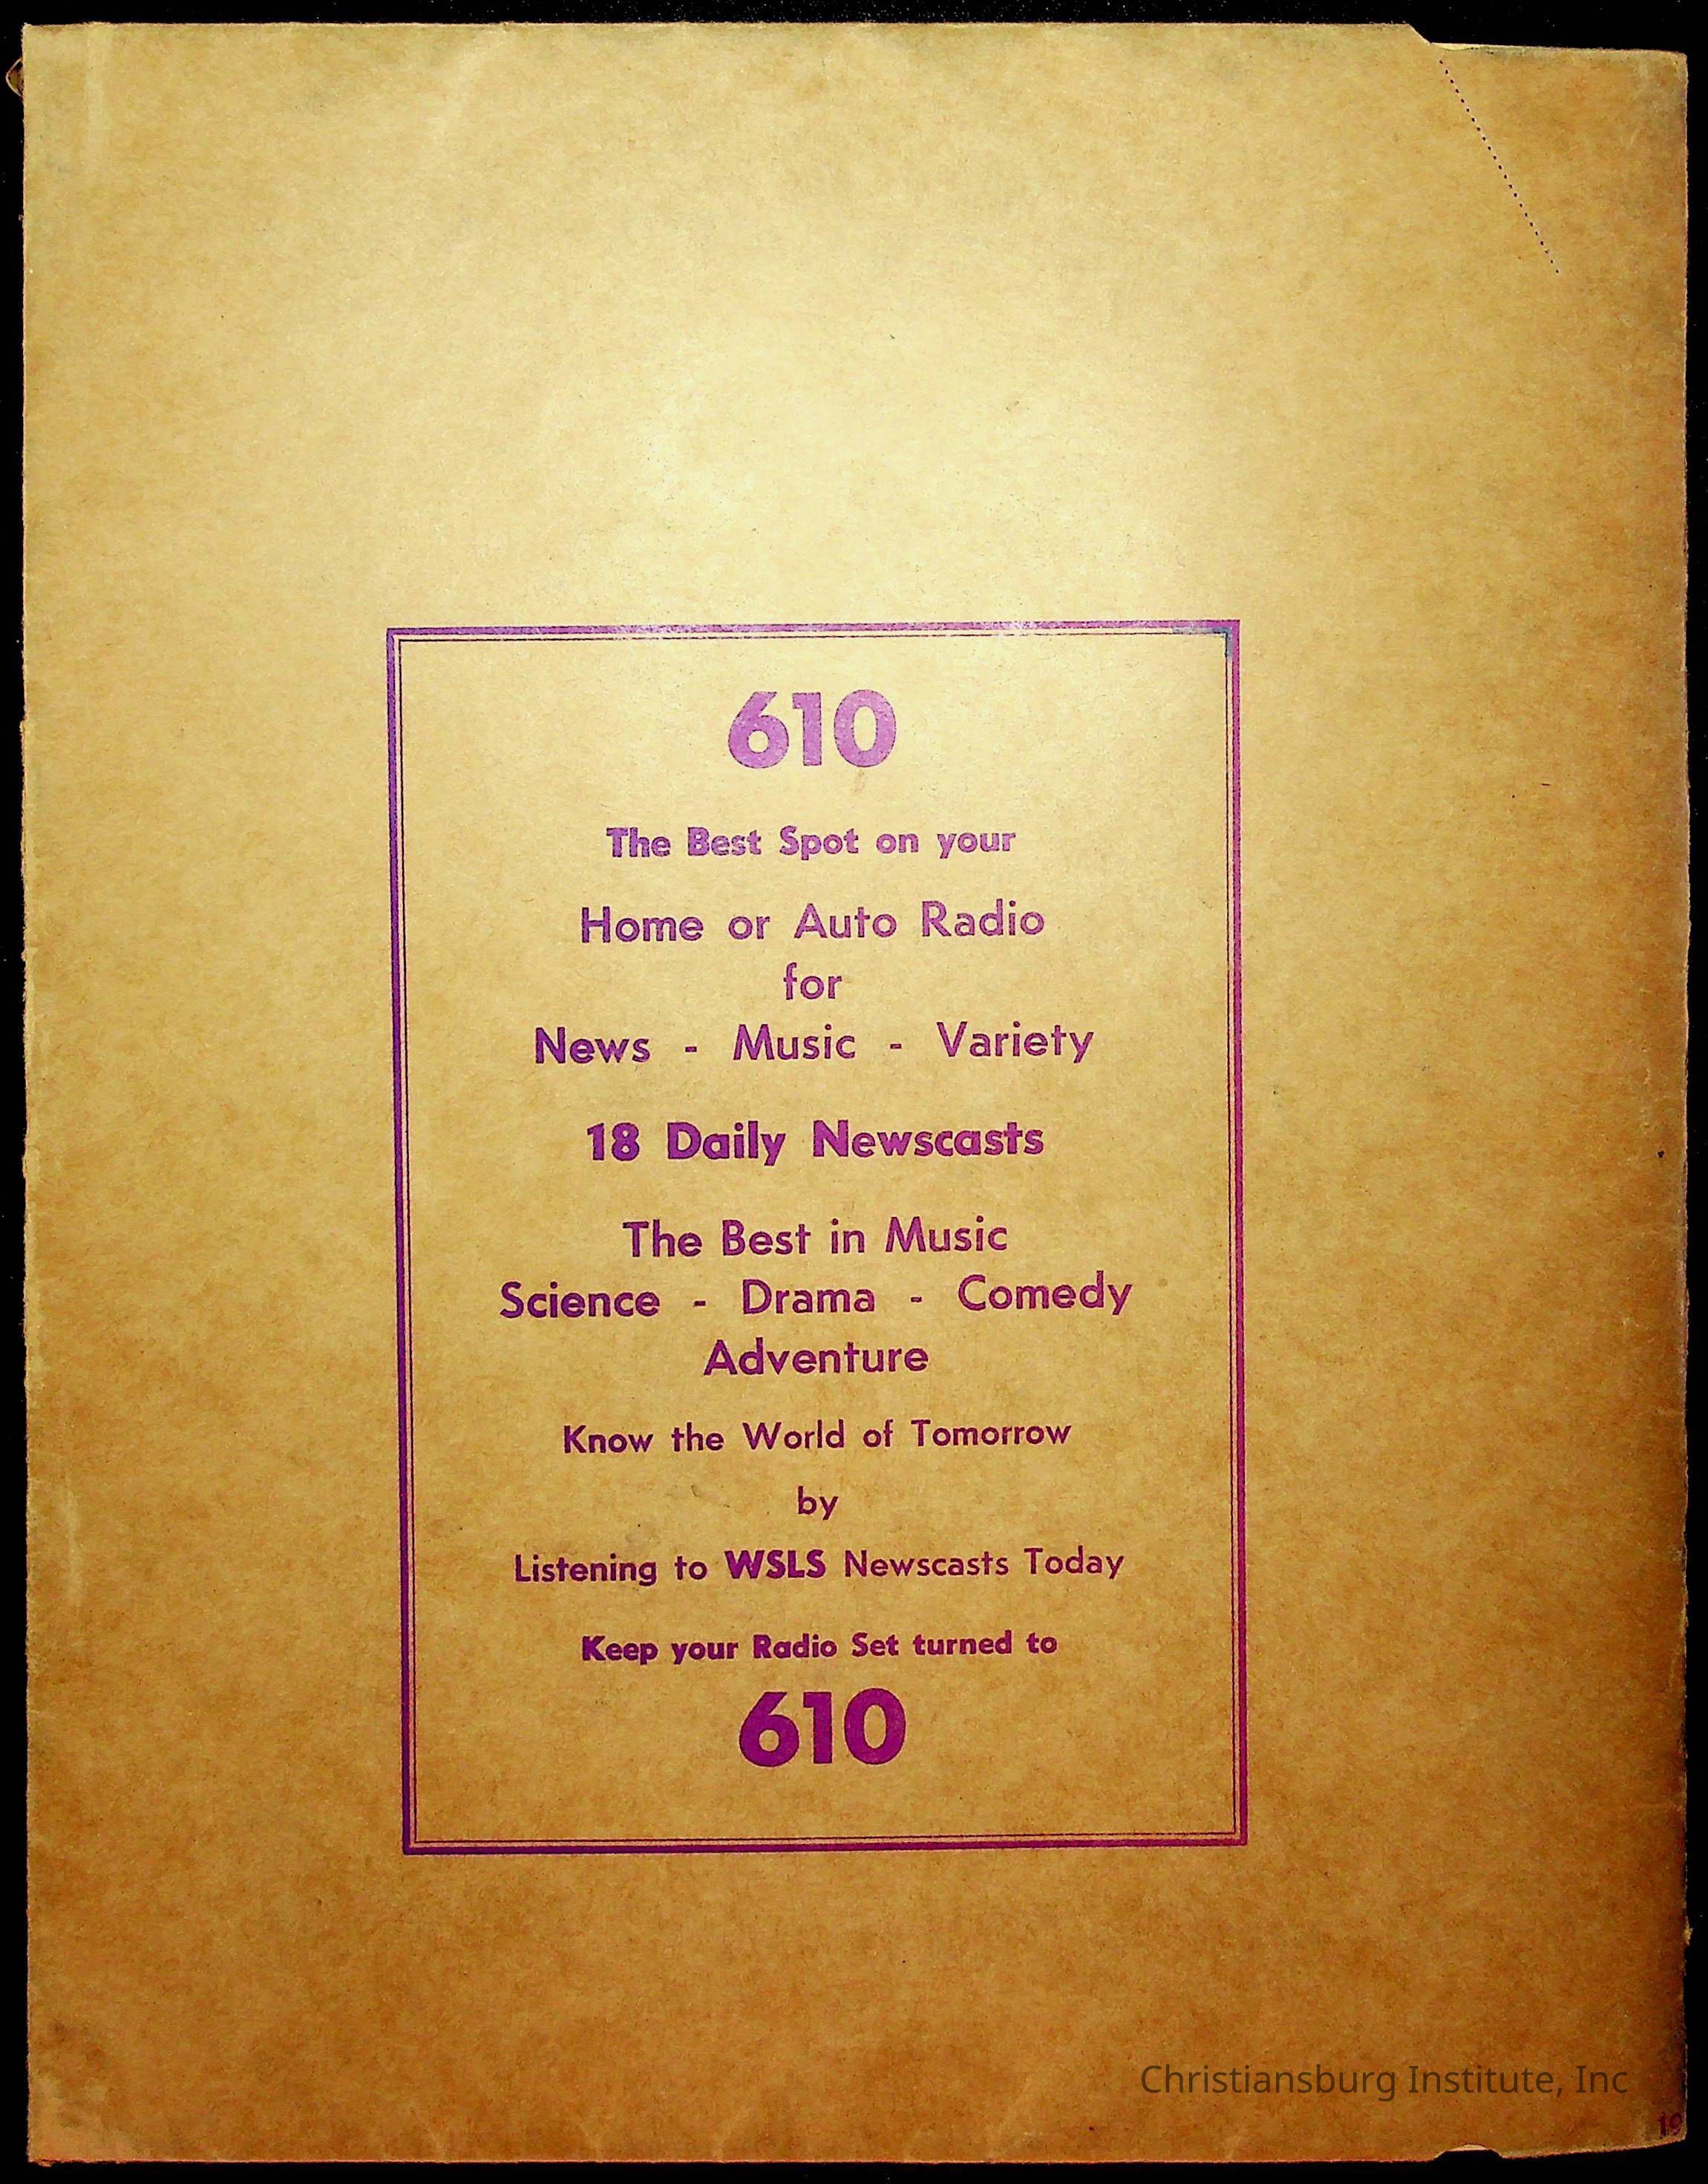 610
The Best Spot on your
Home or Auto Radio
for
News - Music - Variety
18 Daily Newscasts
The Best in Music
Science - Drama - Comedy
Adventure
Know the World of Tomorrow
by
Listening to WSLS Newscasts Today
Keep your Radio Set turned to
610
Christiansburg Institute, Inc